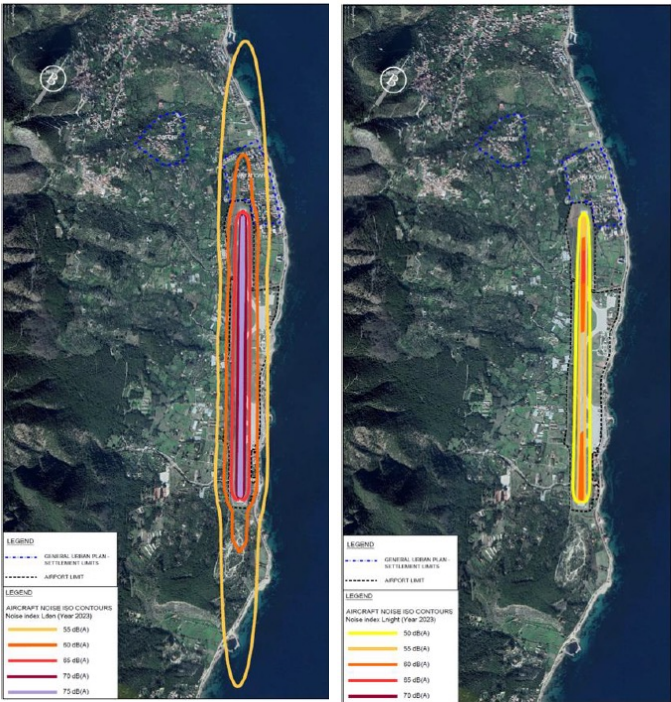 LEGEND
GENERAL URBAN PLAN -
SETTLEMENT LIMITS
AIRPORT LIMIT
LEGEND
AIRCRAFT NOISE ISO CONTOURS
Noise index Lden (Year 2023)
55 dB(A)
60 dB(A)
65 dB(A)
70 dB(A)
75 dB(A)
LEGEND
GENERAL URBAN PLAN -
SETTLEMENT LIMITS
AIRPORT LIMIT
LEGEND
AIRCRAFT NOISE ISO CONTOURS
Noise index Lnight (Year 2023)
50 dB(A)
55 dB(A)
60 dB(A)
65 dB(A)
70 dB(A)